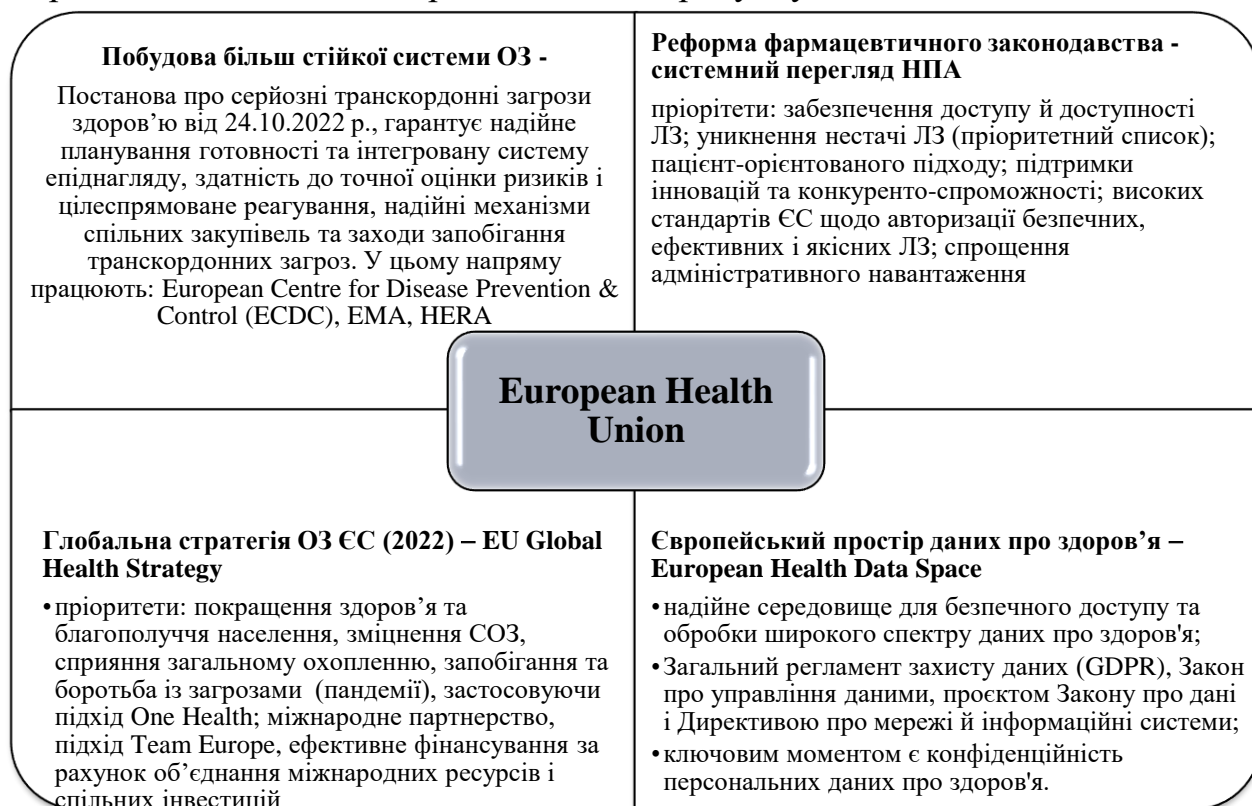 Побудова більш стійкої системи ОЗ -
Постанова про серйозні транскордонні загрози
здоров’ю від 24.10.2022 р., гарантує надійне
планування готовності та інтегровану систему
епіднагляду, здатність до точної оцінки ризиків і
цілеспрямоване реагування, надійні механізми
спільних закупівель та заходи запобігання
транскордонних загроз. У цьому напряму
працюють: European Centre for Disease Prevention &
Control (ECDC), EMA, HERA
Реформа фармацевтичного законодавства -
системний перегляд НПА
пріорітети: забезпечення доступу й доступності
ЛЗ; уникнення нестачі ЛЗ (пріоритетний список);
пацієнт-орієнтованого підходу; підтримки
інновацій та конкуренто-спроможності; високих
стандартів ЄС щодо авторизації безпечних,
ефективних і якісних ЛЗ; спрощення
адміністративного навантаження
European Health
Union
Глобальна стратегія ОЗ ЄС (2022) – EU Global
Health Strategy
•пріоритети: покращення здоров’я та
благополуччя населення, зміцнення СОЗ,
сприяння загальному охопленню, запобігання та
боротьба із загрозами (пандемії), застосовуючи
підхід One Health; міжнародне партнерство,
підхід Team Europe, ефективне фінансування за
рахунок об’єднання міжнародних ресурсів і
спільних інвестицій
Європейський простір даних про здоров’я –
European Health Data Space
•надійне середовище для безпечного доступу та
обробки широкого спектру даних про здоров'я;
•Загальний регламент захисту даних (GDPR), Закон
про управління даними, проєктом Закону про дані
і Директивою про мережі й інформаційні системи;
•ключовим моментом є конфіденційність
персональних даних про здоров'я.